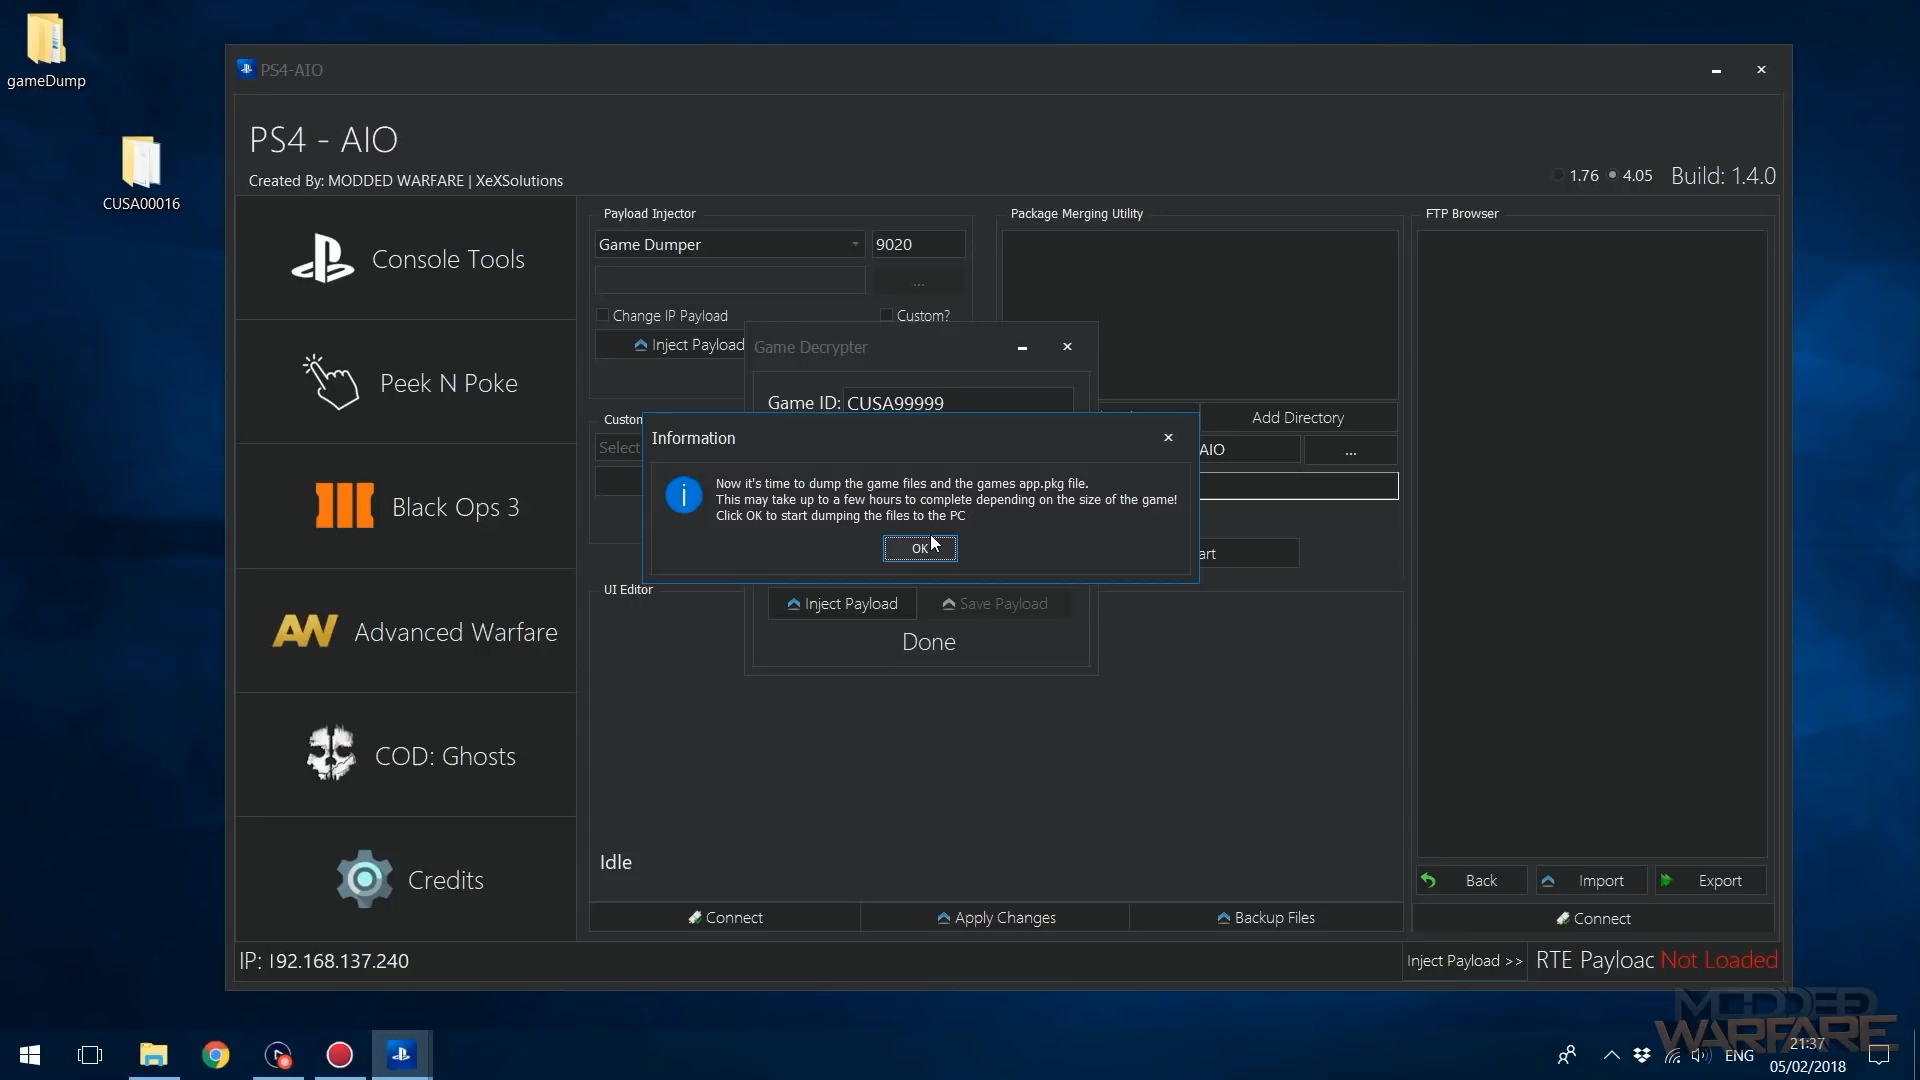 gameDump
CUSA00016
PS4-AIO
PS4 - AIO
Created By: MODDED WARFARE | XeXSolutions
1.76
4.05
Build: 1.4.0
Console Tools
Peek N Poke
Black Ops 3
AW Advanced Warfare
COD: Ghosts
Credits
Payload Injector
Game Dumper
9020
...
Change IP Payload
Custom?
Inject Payload
Package Merging Utility
Add Directory
AIO
...
art
FTP Browser
Back
Import
Export
Connect
Custom
Select
Game Decrypter
Game ID: CUSA99999
Information
Now it's time to dump the game files and the games app.pkg file.
This may take up to a few hours to complete depending on the size of the game!
Click OK to start dumping the files to the PC
OK
Inject Payload
Save Payload
Done
UI Editor
Idle
Connect
Apply Changes
Backup Files
IP: 192.168.137.240
Inject Payload >>
RTE Payloac Not Loaded
MODDED
WARFARE
ENG
21:37
05/02/2018